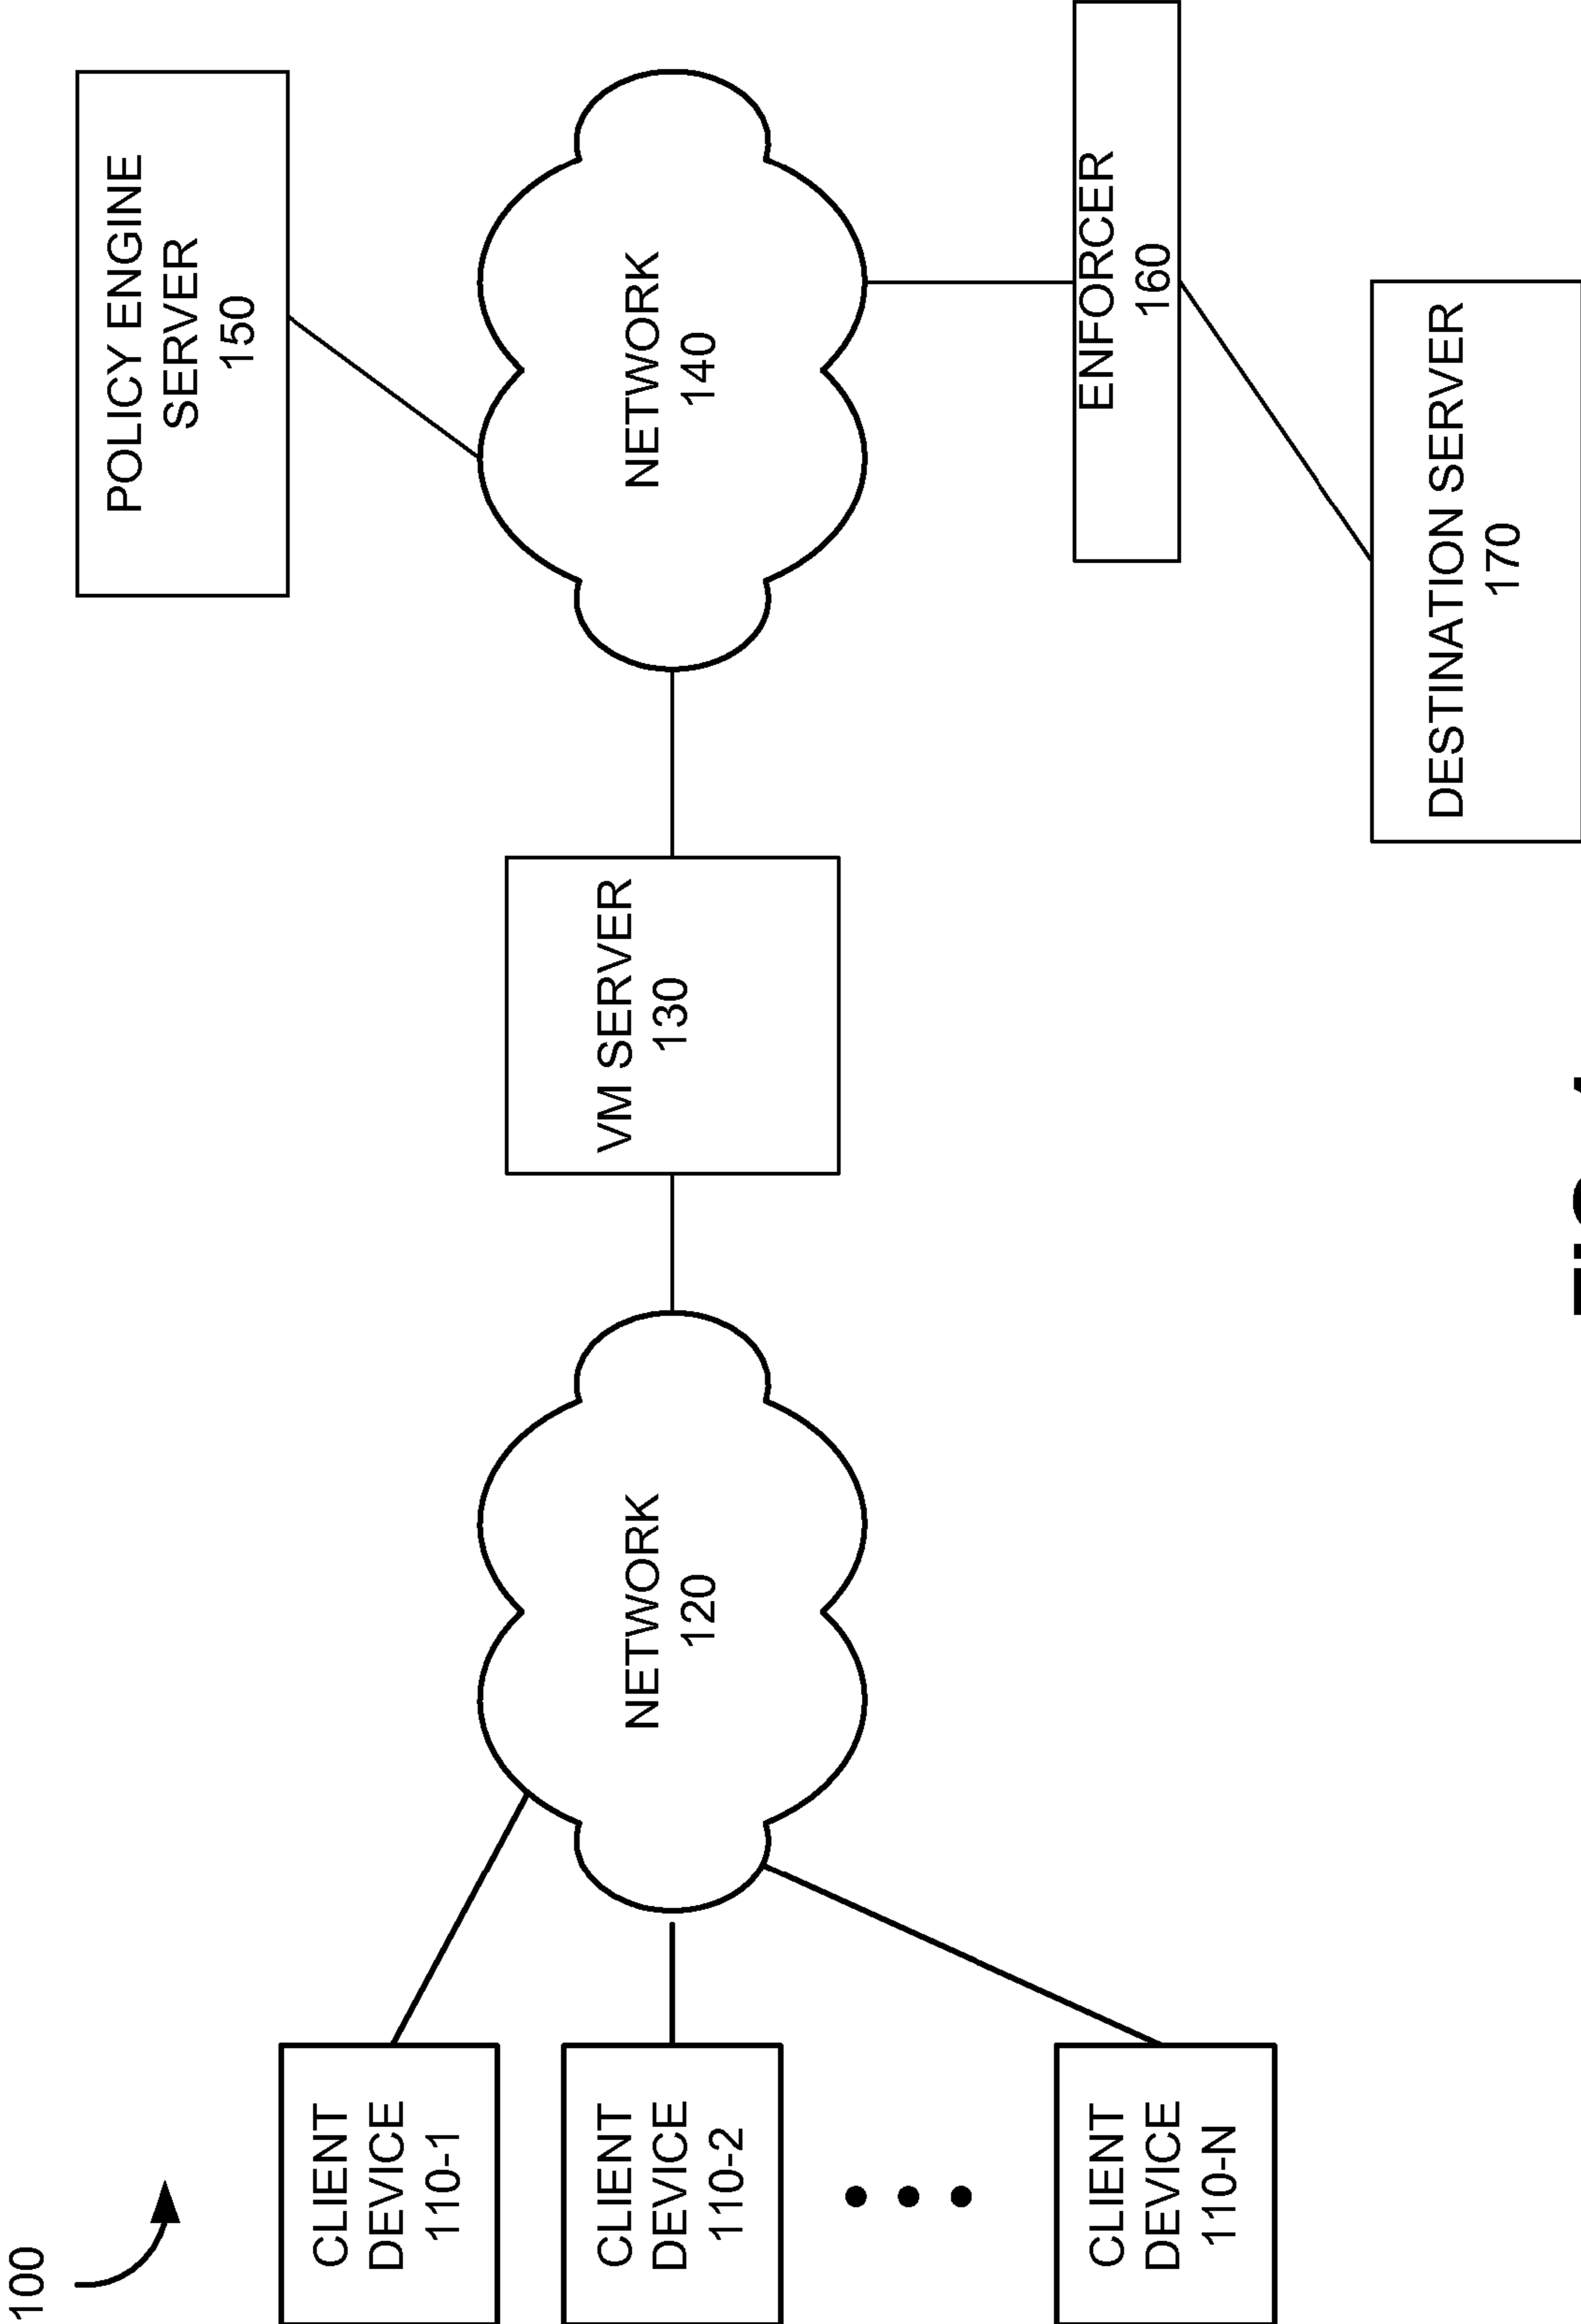 100
CLIENT
DEVICE
110-1
CLIENT
DEVICE
110-2
CLIENT
DEVICE
110-N
NETWORK
120
VM SERVER
130
NETWORK
140
POLICY ENGINE
SERVER
150
ENFORCER
160
DESTINATION SERVER
170